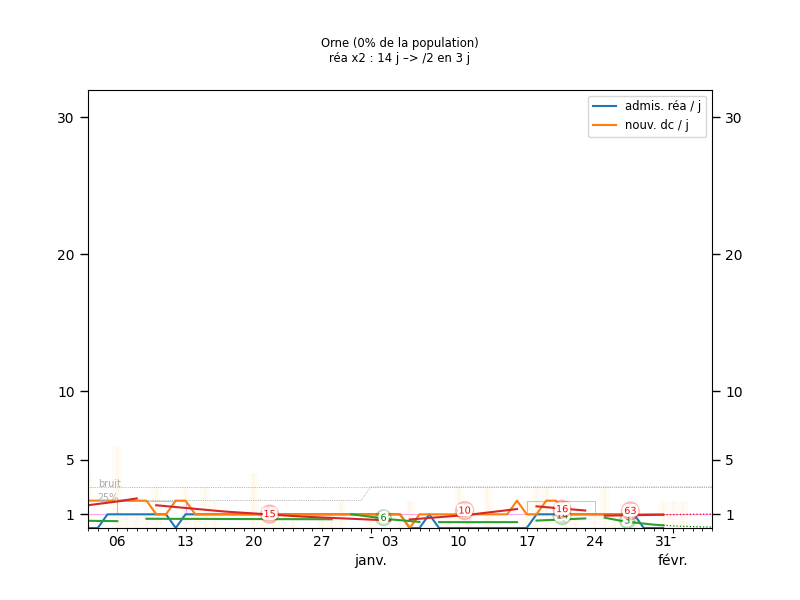 Orne (0% de la population)
réa x2 : 14 j –> /2 en 3 j
admis. réa / j
nouv. dc / j
30 30
20 20
10 10
5 5
1 1
bruit
25%
15
6
10
16
63
3
06 13 20 27 - 03 10 17 24 31-
janv. févr.